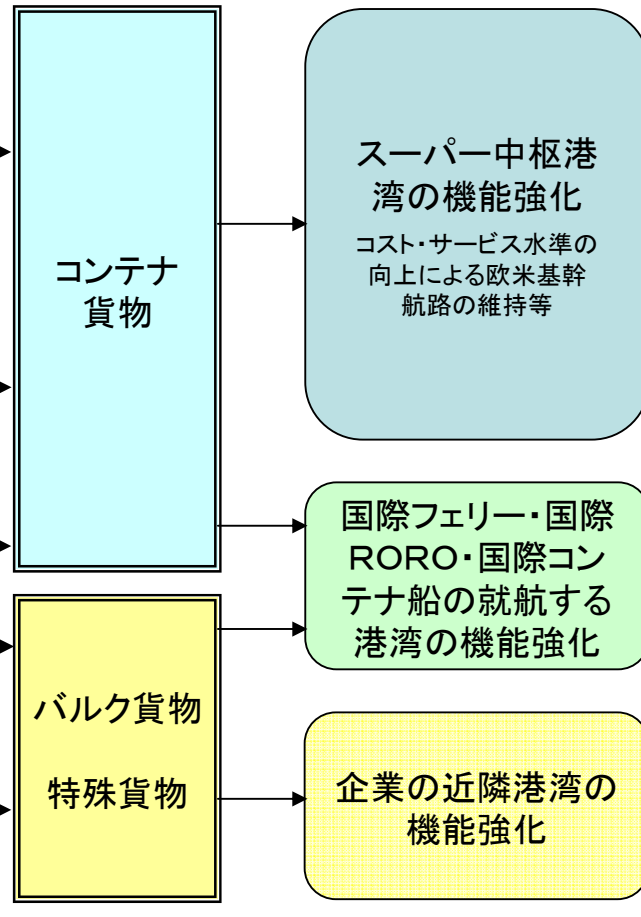 コンテナ
貨物
スーパー中枢港
湾の機能強化
コスト・サービス水準の
向上による欧米基幹
航路の維持等
国際フェリー・国際
RORO・国際コン
テナ船の就航する
港湾の機能強化
バルク貨物
特殊貨物
企業の近隣港湾の
機能強化